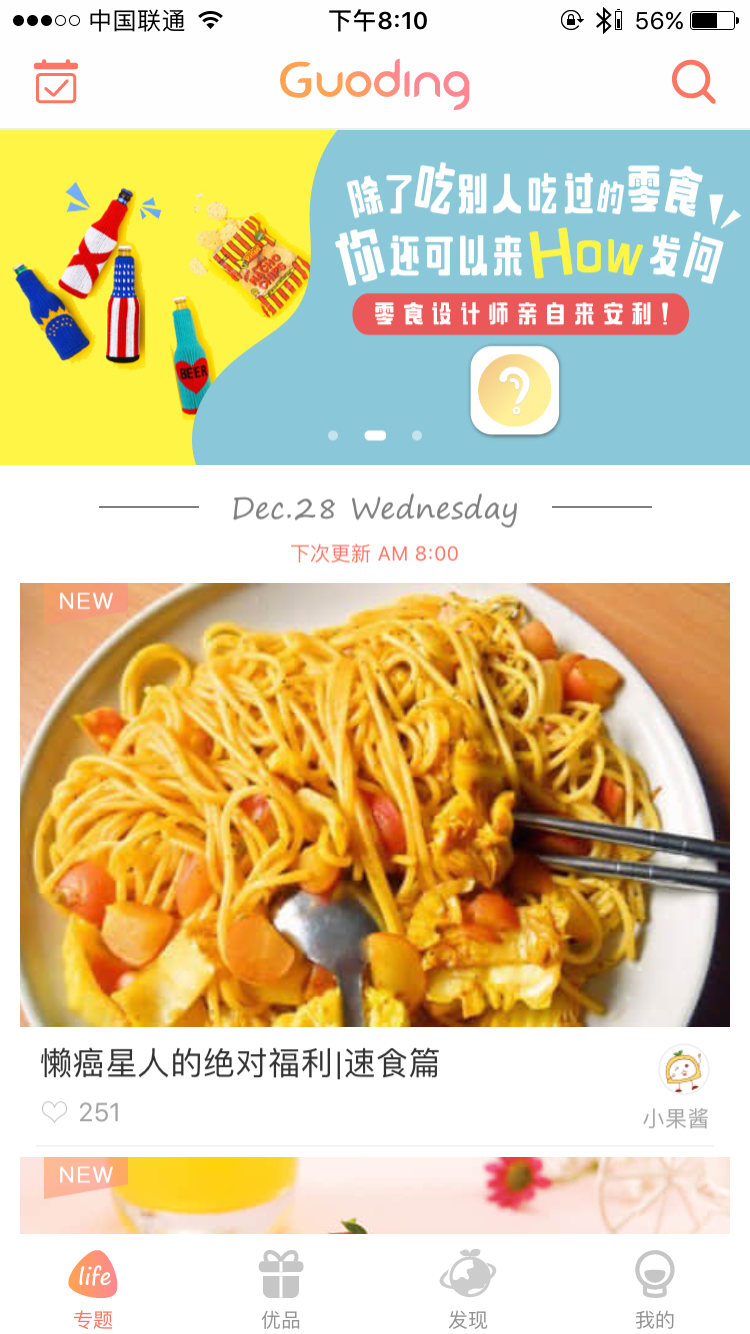 中国联通
下午8:10
56%
Guoding
除了吃别人吃过的零食
你还可以来How发问
零食设计师亲自来安利！
BEER
Dec.28 Wednesday
下次更新 AM 8:00
NEW
懒癌星人的绝对福利|速食篇
251
小果酱
NEW
life
专题
优品
发现
我的